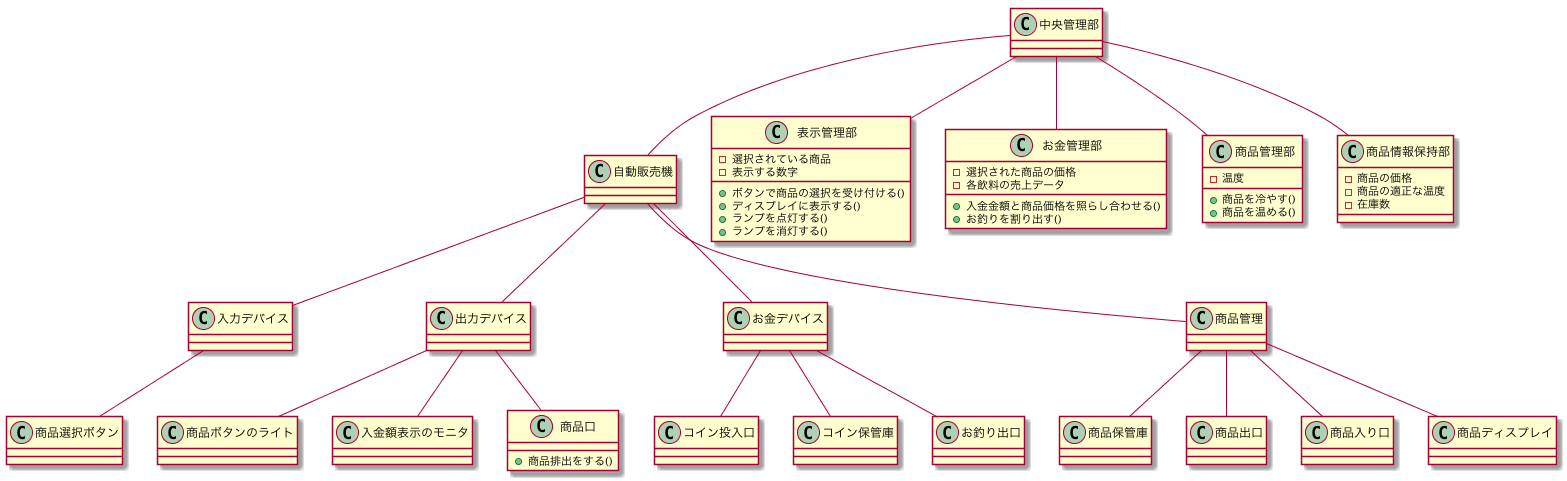 C 中央管理部
C 自動販売機
C 表示管理部
選択されている商品
表示する数字
ボタンで商品の選択を受け付ける()
ディスプレイに表示する()
ランプを点灯する()
ランプを消灯する()
C お金管理部
選択された商品の価格
各飲料の売上データ
入金金額と商品価格を照らし合わせる()
お釣りを割り出す()
C 商品管理部
温度
商品を冷やす()
商品を温める()
C 商品情報保持部
商品の価格
商品の適正な温度
在庫数
C 入力デバイス
C 出力デバイス
C お金デバイス
C 商品管理
C 商品選択ボタン
C 商品ボタンのライト
C 入金額表示のモニタ
C 商品口
商品排出をする()
C コイン投入口
C コイン保管庫
C お釣り出口
C 商品保管庫
C 商品出口
C 商品入り口
C 商品ディスプレイ